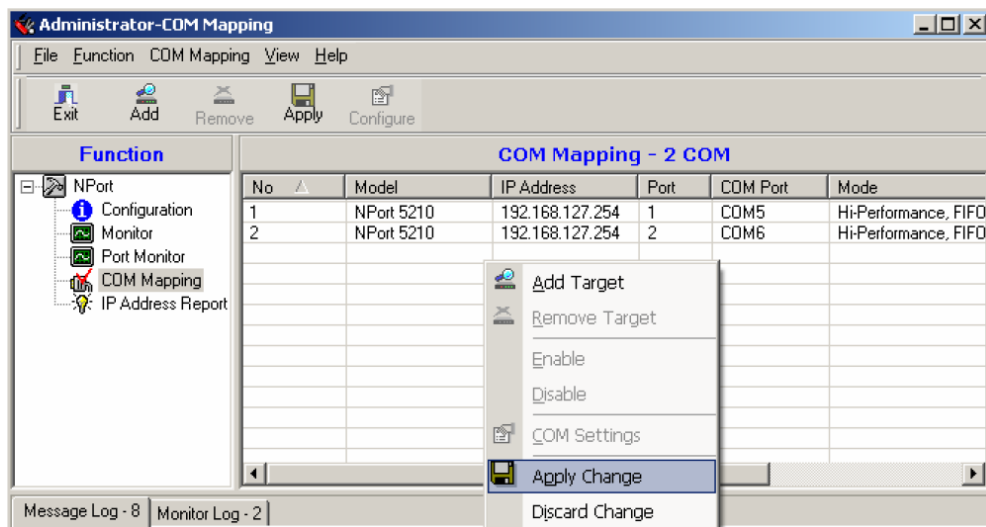 Administrator-COM Mapping
File Function COM Mapping View Help
Exit Add Remove Apply Configure
Function
COM Mapping - 2 COM
NPort
Configuration
Monitor
Port Monitor
COM Mapping
IP Address Report
No Model IP Address Port COM Port Mode
1 NPort 5210 192.168.127.254 1 COM5 Hi-Performance, FIFO
2 NPort 5210 192.168.127.254 2 COM6 Hi-Performance, FIFO
Add Target
Remove Target
Enable
Disable
COM Settings
Apply Change
Discard Change
Message Log - 8 Monitor Log - 2